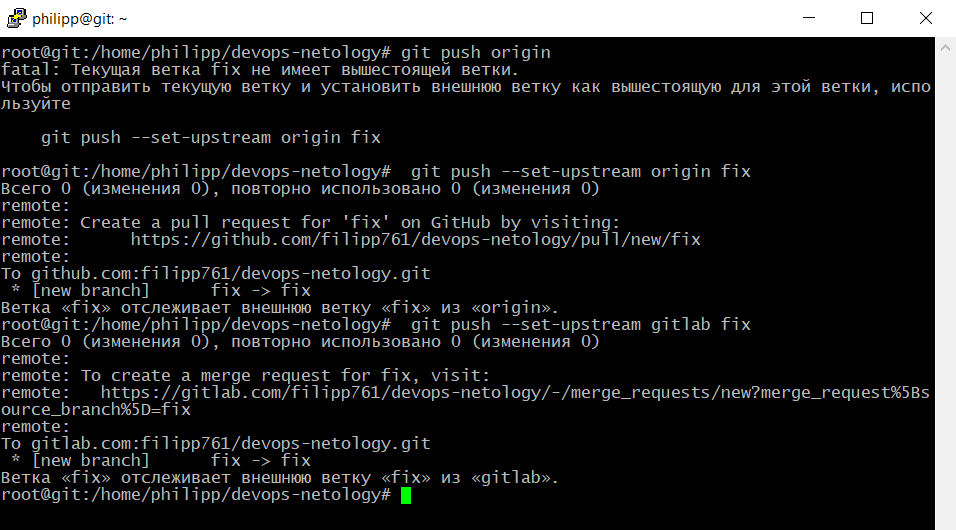 philipp@git: ~
root@git:/home/philipp/devops-netology# git push origin
fatal: Текущая ветка fix не имеет вышестоящей ветки.
Чтобы отправить текущую ветку и установить внешнюю ветку как вышестоящую для этой ветки, испо
льзуйте
    git push --set-upstream origin fix
root@git:/home/philipp/devops-netology#  git push --set-upstream origin fix
Всего 0 (изменения 0), повторно использовано 0 (изменения 0)
remote:
remote: Create a pull request for 'fix' on GitHub by visiting:
remote:      https://github.com/filipp761/devops-netology/pull/new/fix
remote:
To github.com:filipp761/devops-netology.git
 * [new branch]      fix -> fix
Ветка «fix» отслеживает внешнюю ветку «fix» из «origin».
root@git:/home/philipp/devops-netology#  git push --set-upstream gitlab fix
Всего 0 (изменения 0), повторно использовано 0 (изменения 0)
remote:
remote: To create a merge request for fix, visit:
remote:   https://gitlab.com/filipp761/devops-netology/-/merge_requests/new?merge_request%5Bs
ource_branch%5D=fix
remote:
To gitlab.com:filipp761/devops-netology.git
 * [new branch]      fix -> fix
Ветка «fix» отслеживает внешнюю ветку «fix» из «gitlab».
root@git:/home/philipp/devops-netology#